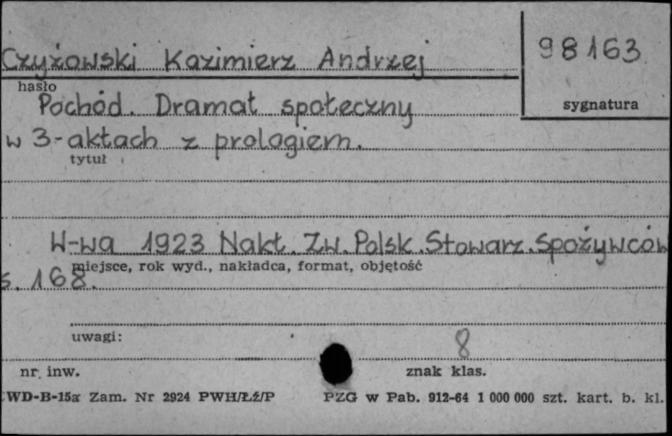 Czyżowski Kazimierz Andrzej
98163
hasło
sygnatura
Pochód. Dramat społeczny
w 3-aktach z prologiem.
tytuł
W-wa 1923 Nakł. Zw. Polsk. Stowarz. Spożywców
miejsce, rok wyd., nakładca, format, objętość
s. 168.
uwagi:
8
nr. inw.
znak klas.
WD-B-15a Zam. Nr 2924 PWH/ŁŹ/P PZG w Pab. 912-64 1 000 000 szt. kart. b. kl.